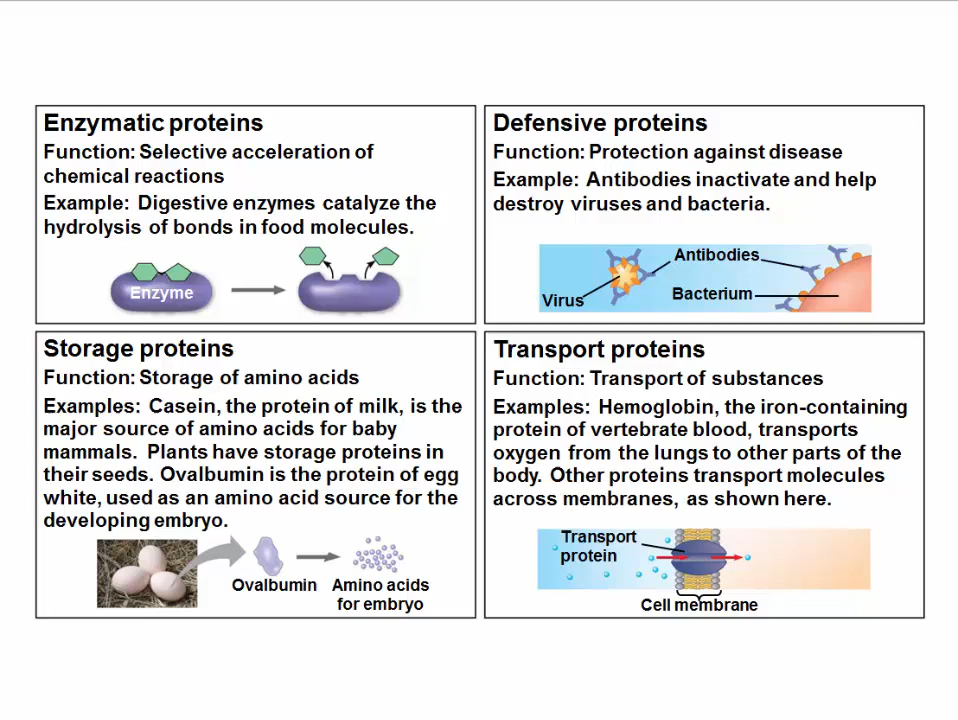 Enzymatic proteins
Function: Selective acceleration of
chemical reactions
Example: Digestive enzymes catalyze the
hydrolysis of bonds in food molecules.
Enzyme
Defensive proteins
Function: Protection against disease
Example: Antibodies inactivate and help
destroy viruses and bacteria.
Antibodies
Virus
Bacterium
Storage proteins
Function: Storage of amino acids
Examples: Casein, the protein of milk, is the
major source of amino acids for baby
mammals. Plants have storage proteins in
their seeds. Ovalbumin is the protein of egg
white, used as an amino acid source for the
developing embryo.
Ovalbumin
Amino acids
for embryo
Transport proteins
Function: Transport of substances
Examples: Hemoglobin, the iron-containing
protein of vertebrate blood, transports
oxygen from the lungs to other parts of the
body. Other proteins transport molecules
across membranes, as shown here.
Transport
protein
Cell membrane